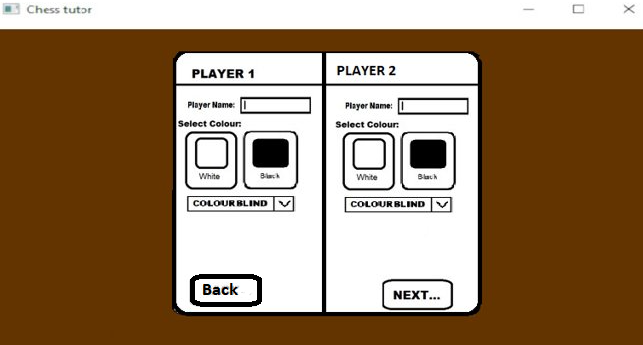 Chess tutor
PLAYER 1
Player Name:
Select Colour:
White
Black
COLOURBLIND
Back
PLAYER 2
Player Name:
Select Colour:
White
Black
COLOURBLIND
NEXT...